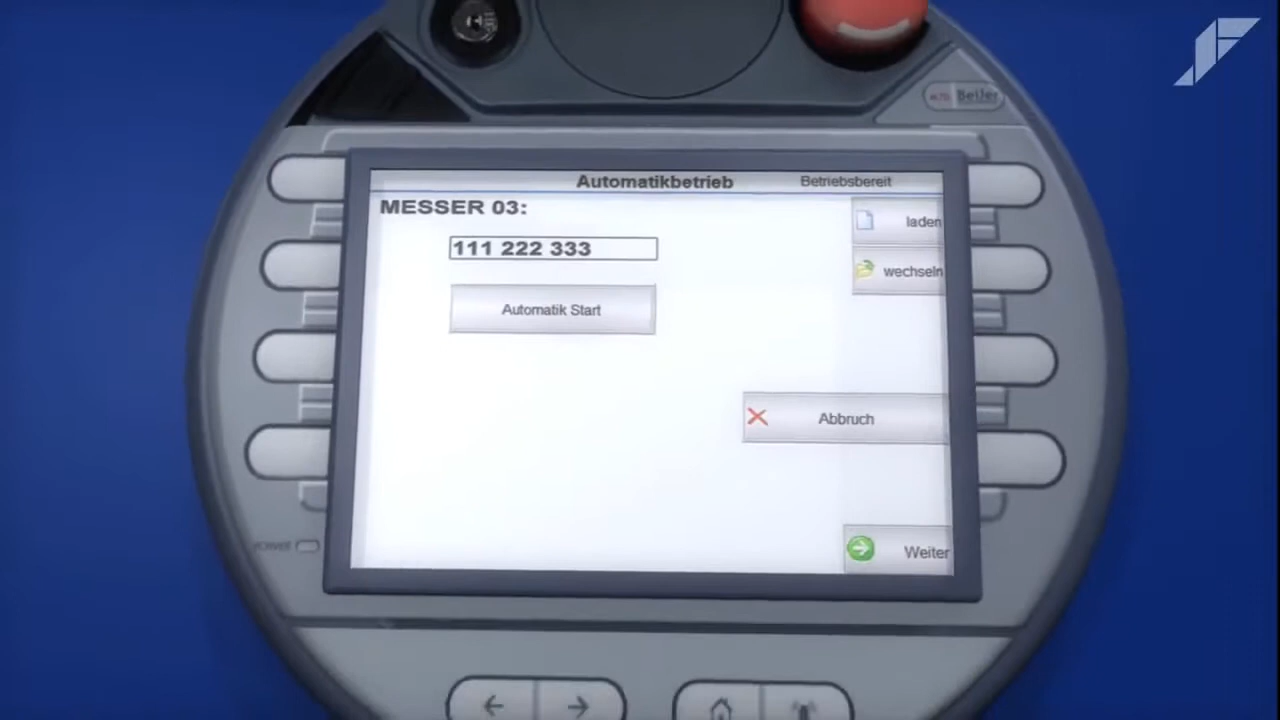 BeiJer
Automatikbetrieb
Betriebsbereit
MESSER 03:
laden
111 222 333
wechseln
Automatik Start
Abbruch
Weiter